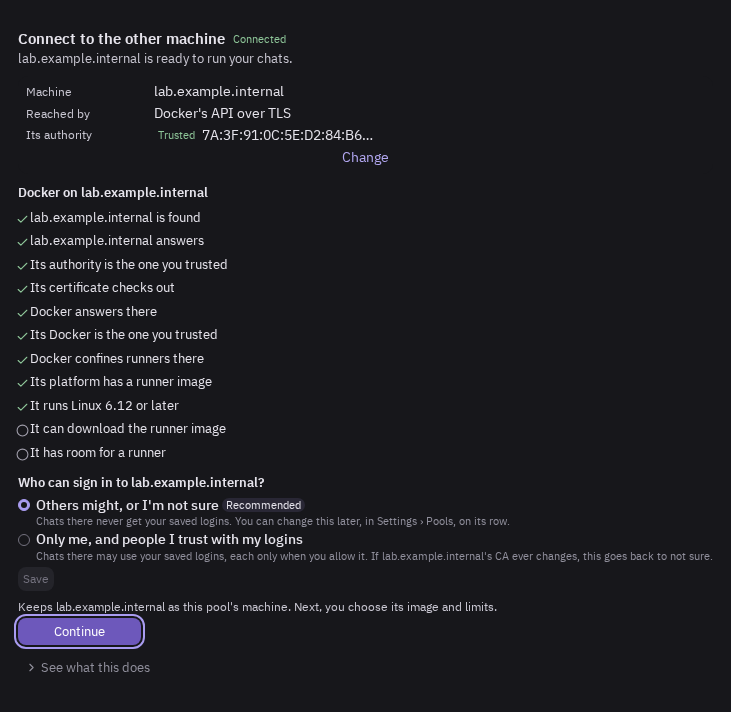 Connect to the other machine Connected
lab.example.internal is ready to run your chats.
Machine lab.example.internal
Reached by Docker's API over TLS
Its authority Trusted 7A:3F:91:0C:5E:D2:84:B6...
Change
Docker on lab.example.internal
lab.example.internal is found
lab.example.internal answers
Its authority is the one you trusted
Its certificate checks out
Docker answers there
Its Docker is the one you trusted
Docker confines runners there
Its platform has a runner image
It runs Linux 6.12 or later
It can download the runner image
It has room for a runner
Who can sign in to lab.example.internal?
Others might, or I'm not sure Recommended
Chats there never get your saved logins. You can change this later, in Settings › Pools, on its row.
Only me, and people I trust with my logins
Chats there may use your saved logins, each only when you allow it. If lab.example.internal's CA ever changes, this goes back to not sure.
Save
Keeps lab.example.internal as this pool's machine. Next, you choose its image and limits.
Continue
See what this does